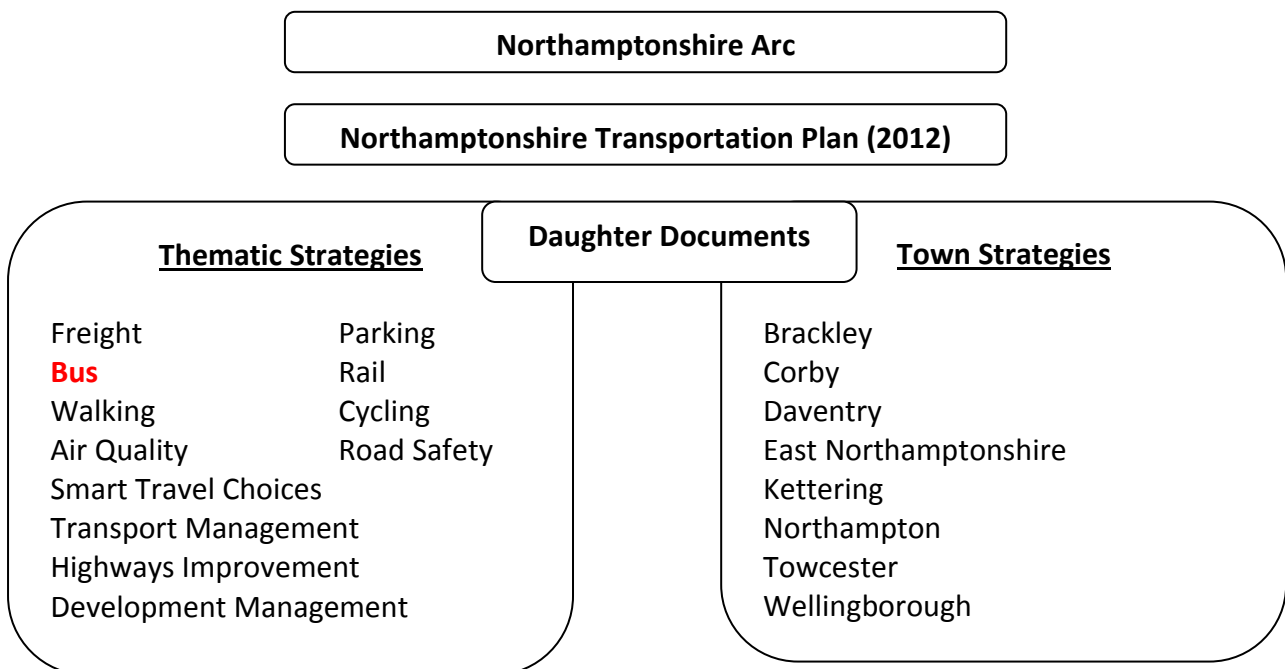 Northamptonshire Arc
Northamptonshire Transportation Plan (2012)
Daughter Documents
Thematic Strategies
Freight Parking
Bus Rail
Walking Cycling
Air Quality Road Safety
Smart Travel Choices
Transport Management
Highways Improvement
Development Management
Town Strategies
Brackley
Corby
Daventry
East Northamptonshire
Kettering
Northampton
Towcester
Wellingborough